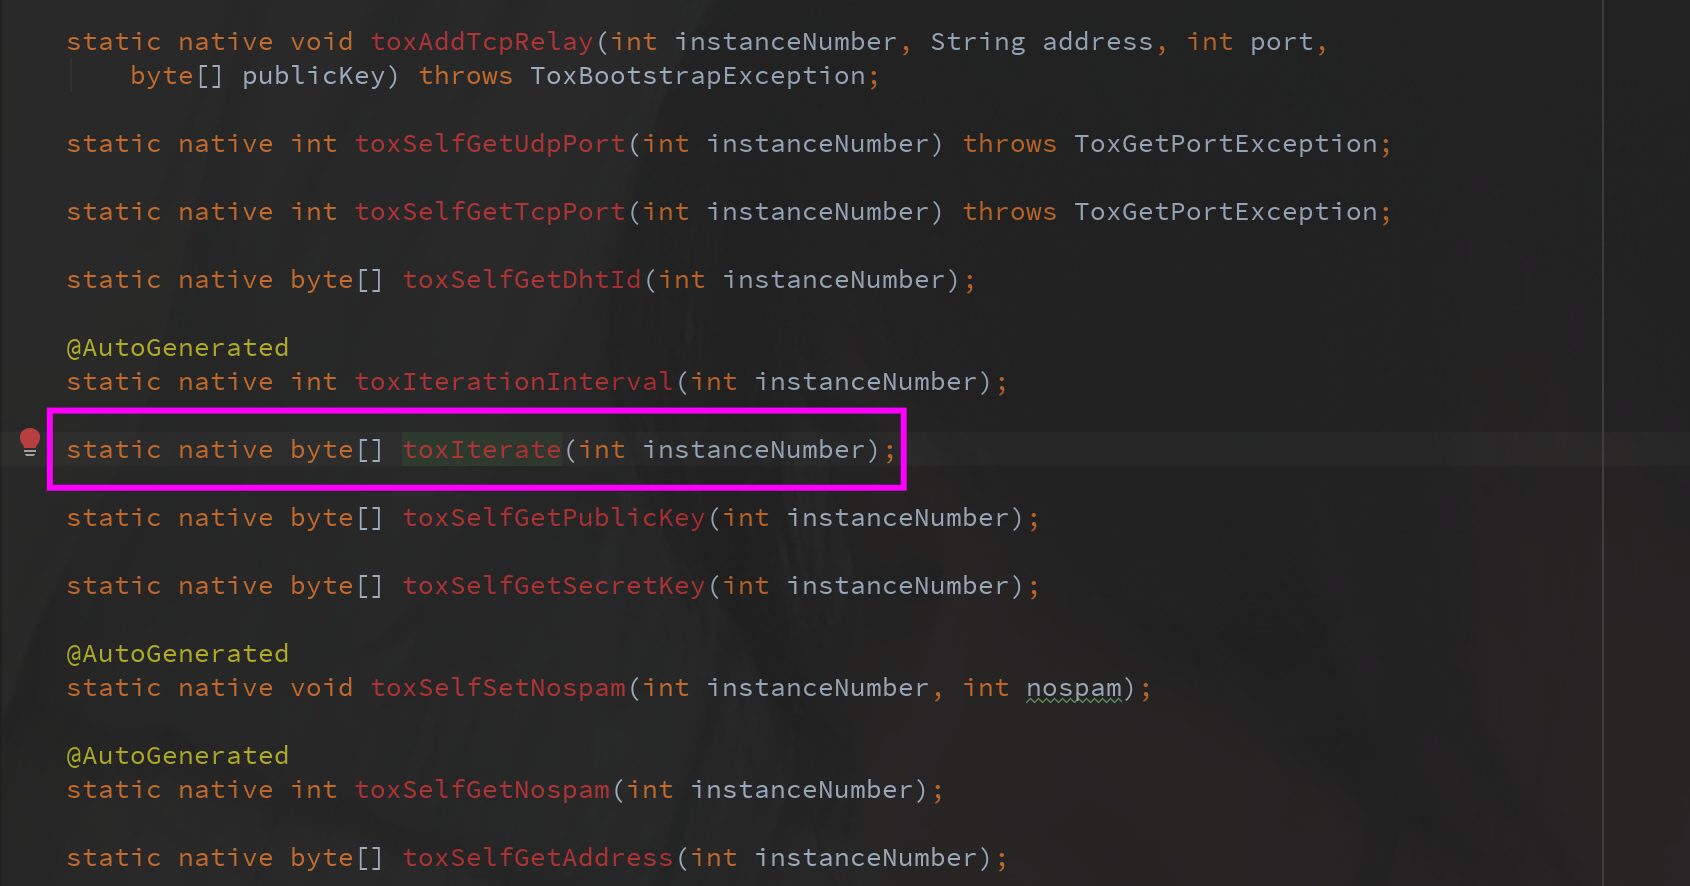 static native void toxAddTcpRelay(int instanceNumber, String address, int port,
byte[] publicKey) throws ToxBootstrapException;
static native int toxSelfGetUdpPort(int instanceNumber) throws ToxGetPortException;
static native int toxSelfGetTcpPort(int instanceNumber) throws ToxGetPortException;
static native byte[] toxSelfGetDhtId(int instanceNumber);
@AutoGenerated
static native int toxIterationInterval(int instanceNumber);
static native byte[] toxIterate(int instanceNumber);
static native byte[] toxSelfGetPublicKey(int instanceNumber);
static native byte[] toxSelfGetSecretKey(int instanceNumber);
@AutoGenerated
static native void toxSelfSetNospam(int instanceNumber, int nospam);
@AutoGenerated
static native int toxSelfGetNospam(int instanceNumber);
static native byte[] toxSelfGetAddress(int instanceNumber);